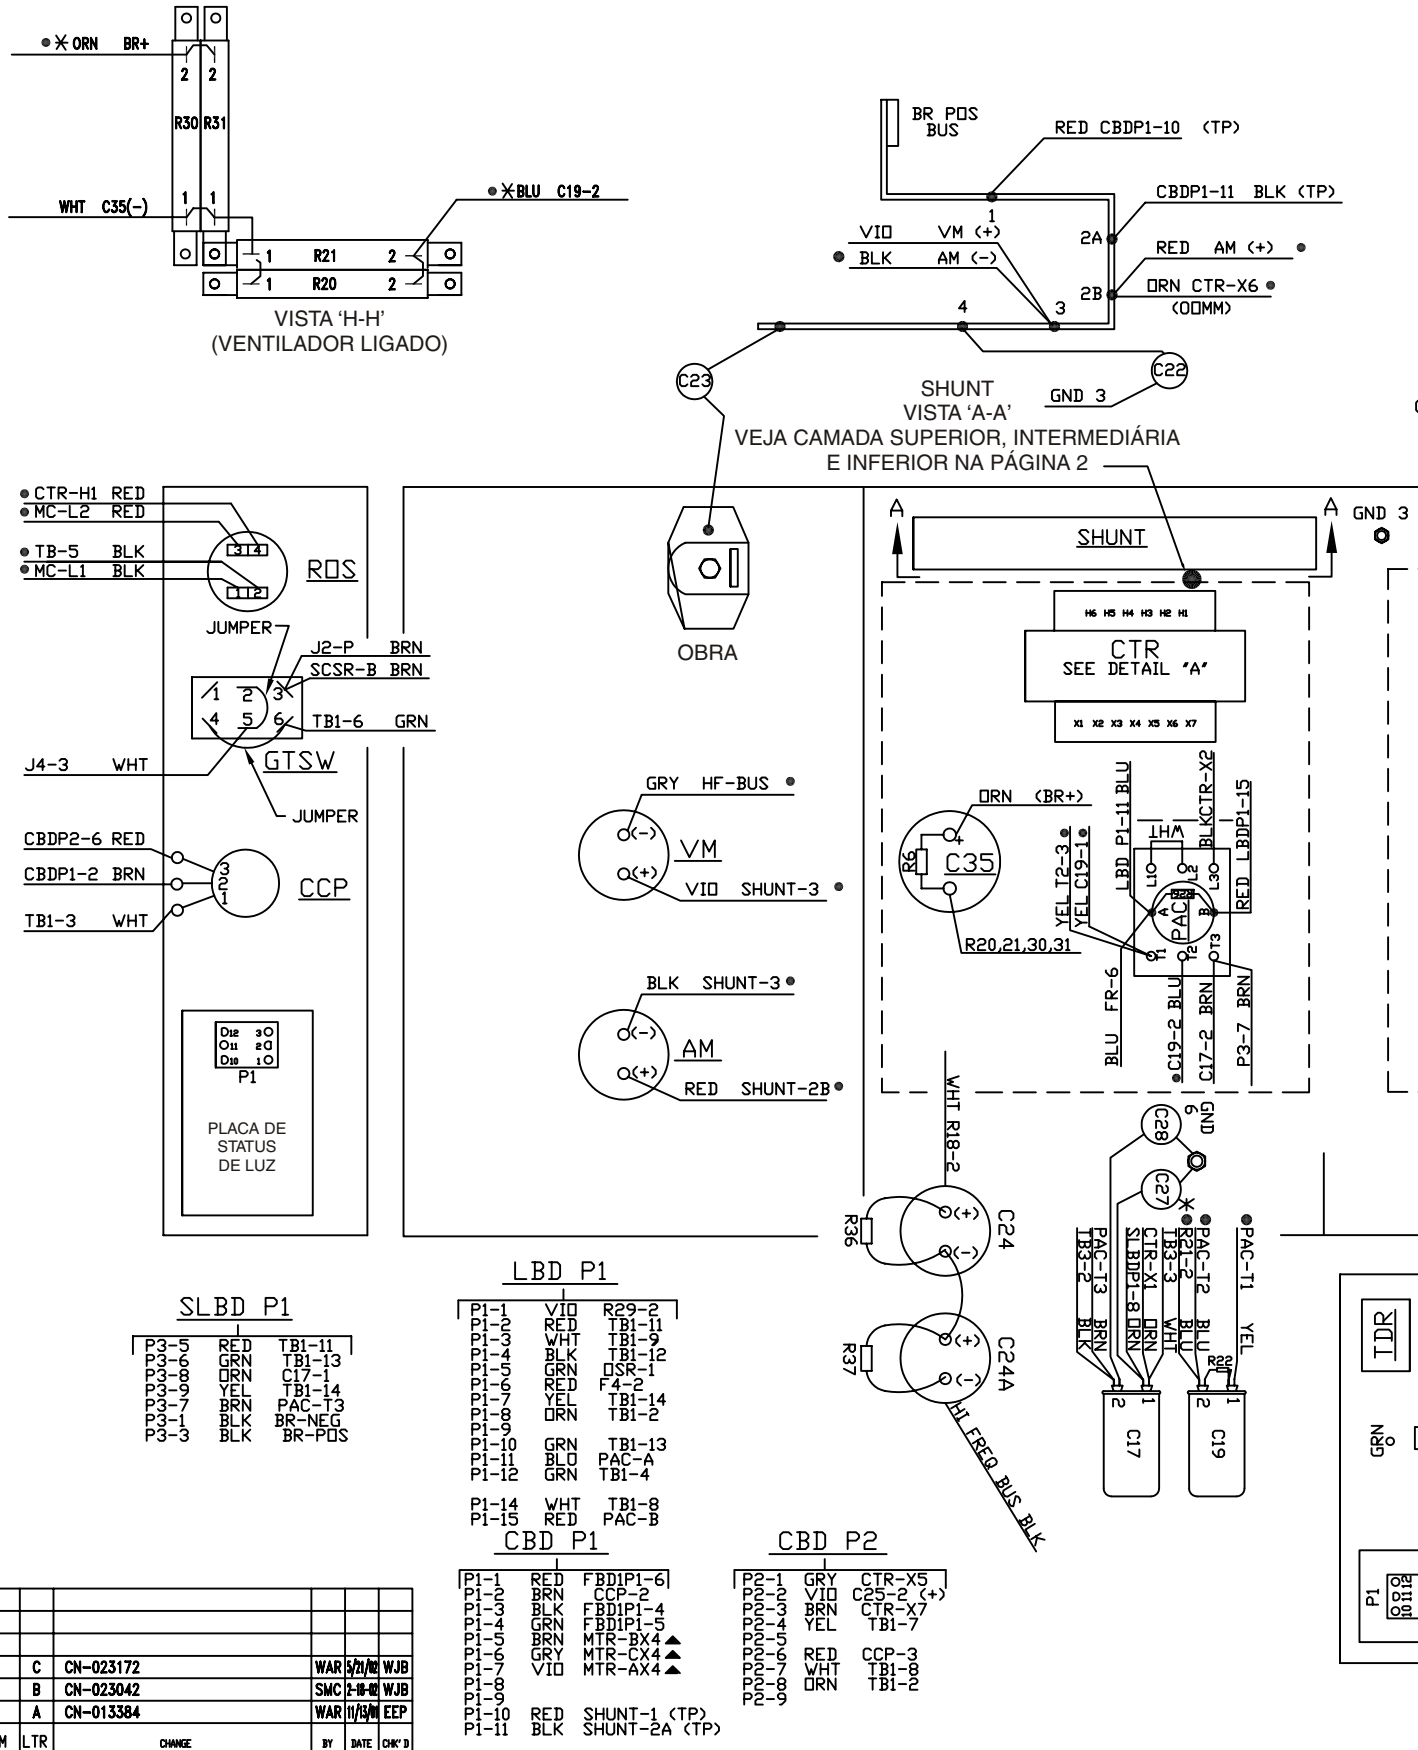 ORN BR+
2 2
R30 R31
1 1
WHT C35(-)
BLU C19-2
1 R21 2
1 R20 2
VISTA 'H-H'
(VENTILADOR LIGADO)
BR POS
BUS
RED CBDP1-10 (TP)
1
CBDP1-11 BLK (TP)
2A
VIO VM (+)
BLK AM (-)
RED AM (+)
2B
ORN CTR-X6
(00MM)
4 3
C23
C22
GND 3
SHUNT
VISTA 'A-A'
VEJA CAMADA SUPERIOR, INTERMEDIÁRIA
E INFERIOR NA PÁGINA 2
CTR-H1 RED
MC-L2 RED
TB-5 BLK
MC-L1 BLK
3 4
1 2
ROS
JUMPER
J2-P BRN
SCSR-B BRN
1 2 3
4 5 6
TB1-6 GRN
GTSW
J4-3 WHT
JUMPER
CBDP2-6 RED
CBDP1-2 BRN
TB1-3 WHT
3
2
1
CCP
D12 3O
O11 2O
D10 1O
P1
PLACA DE
STATUS
DE LUZ
OBRA
GRY HF-BUS
(-)
(+)
VM
VIO SHUNT-3
BLK SHUNT-3
(-)
(+)
AM
RED SHUNT-2B
A
A
GND 3
SHUNT
H6 H5 H4 H3 H2 H1
CTR
SEE DETAIL "A"
X1 X2 X3 X4 X5 X6 X7
ORN (BR+)
+
R6
C35
R20,21,30,31
YEL T2-3
YEL C19-1
LBD P1-11 BLU
WHT
BLKCTR-X2
RED LBDP1-15
L1 L2 L3
A B
PAC
T1 T2 T3
BLU FR-6
C19-2 BLU
C17-2 BRN
P3-7 BRN
WHT R18-2
C28
GND
6
C27
R36
(+)
(-)
C24
R37
(+)
(-)
C24A
HI FREQ BUS BLK
TB3-2 BLK
PAC-T3 BRN
SLBDP1-8 ORN
CTR-X1 ORN
TB3-3 WHT
R21-2 BLU
PAC-T2 BLU
PAC-T1 YEL
R22
2 1
C17
2 1
C19
TDR
GRN
P1
10 11 12
SLBD P1
P3-5 RED TB1-11
P3-6 GRN TB1-13
P3-8 ORN C17-1
P3-9 YEL TB1-14
P3-7 BRN PAC-T3
P3-1 BLK BR-NEG
P3-3 BLK BR-POS
LBD P1
P1-1 VIO R29-2
P1-2 RED TB1-11
P1-3 WHT TB1-9
P1-4 BLK TB1-12
P1-5 GRN OSR-1
P1-6 RED F4-2
P1-7 YEL TB1-14
P1-8 ORN TB1-2
P1-9
P1-10 GRN TB1-13
P1-11 BLU PAC-A
P1-12 GRN TB1-4
P1-14 WHT TB1-8
P1-15 RED PAC-B
CBD P1
P1-1 RED FBD1P1-6
P1-2 BRN CCP-2
P1-3 BLK FBD1P1-4
P1-4 GRN FBD1P1-5
P1-5 BRN MTR-BX4
P1-6 GRY MTR-CX4
P1-7 VIO MTR-AX4
P1-8
P1-9
P1-10 RED SHUNT-1 (TP)
P1-11 BLK SHUNT-2A (TP)
CBD P2
P2-1 GRY CTR-X5
P2-2 VIO C25-2 (+)
P2-3 BRN CTR-X7
P2-4 YEL TB1-7
P2-5
P2-6 RED CCP-3
P2-7 WHT TB1-8
P2-8 ORN TB1-2
P2-9
C CN-023172 WAR 5/21/02 WJB
B CN-023042 SMC 2-18-02 WJB
A CN-013384 WAR 11/13/01 EEP
M LTR CHANGE BY DATE CHK'D